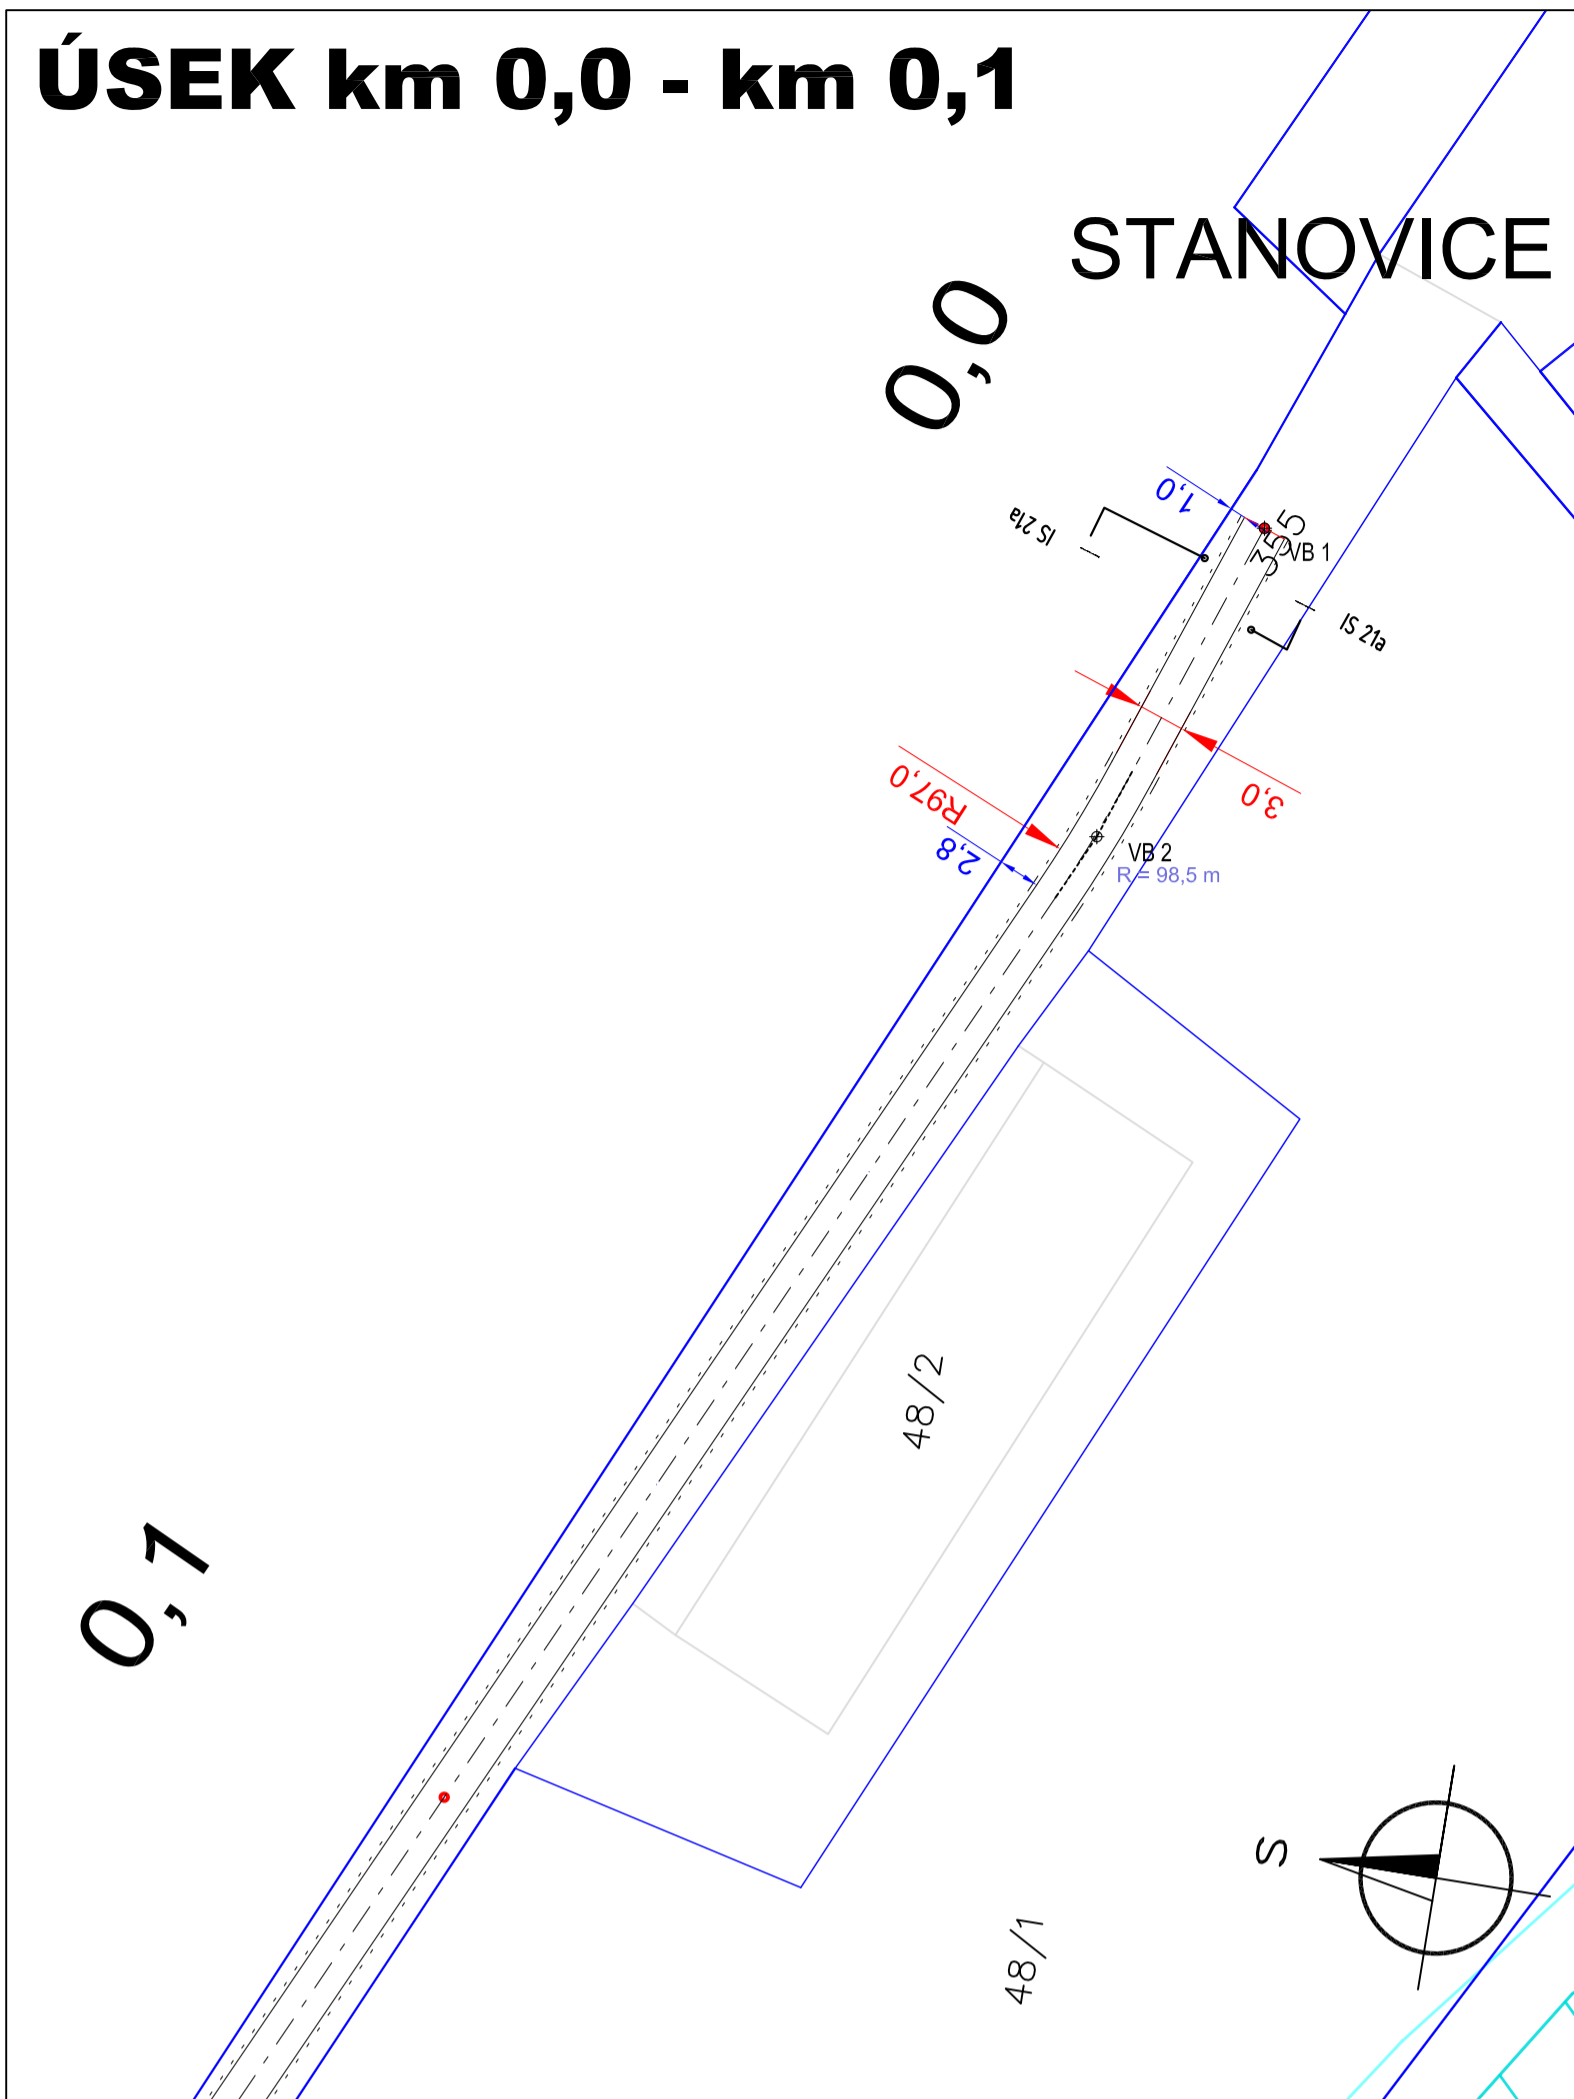 ÚSEK km 0,0 - km 0,1
STANOVICE
0,0
1,0
IS 21a
355
VB 1
IS 21a
R97,0
3,0
2,8
VB 2
R = 98,5 m
48/2
0,1
S
48/1